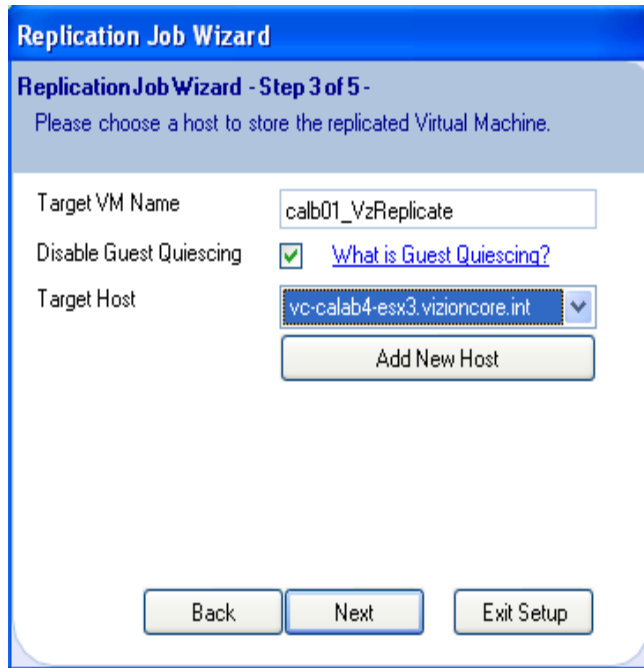 Replication Job Wizard
Replication Job Wizard - Step 3 of 5 -
Please choose a host to store the replicated Virtual Machine.
Target VM Name calb01_VzReplicate
Disable Guest Quiescing What is Guest Quiescing?
Target Host vc-calab4-esx3.vizioncore.int
Add New Host
Back Next Exit Setup